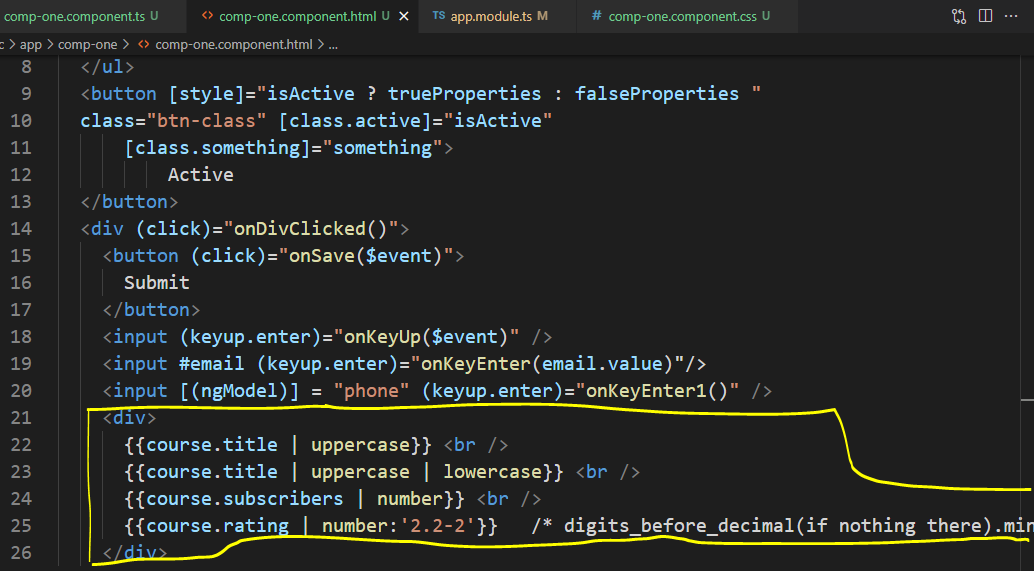 comp-one.component.ts U <> comp-one.component.html U × TS app.module.ts M # comp-one.component.css U ...
c > app > comp-one > <> comp-one.component.html > ...
8 </ul>
9 <button [style]="isActive ? trueProperties : falseProperties "
10 class="btn-class" [class.active]="isActive"
11 [class.something]="something">
12 Active
13 </button>
14 <div (click)="onDivClicked()">
15 <button (click)="onSave($event)">
16 Submit
17 </button>
18 <input (keyup.enter)="onKeyUp($event)" />
19 <input #email (keyup.enter)="onKeyEnter(email.value)"/>
20 <input [(ngModel)] = "phone" (keyup.enter)="onKeyEnter1()" />
21 <div>
22 {{course.title | uppercase}} <br />
23 {{course.title | uppercase | lowercase}} <br />
24 {{course.subscribers | number}} <br />
25 {{course.rating | number:'2.2-2'}} /* digits_before_decimal(if nothing there).min
26 </div>